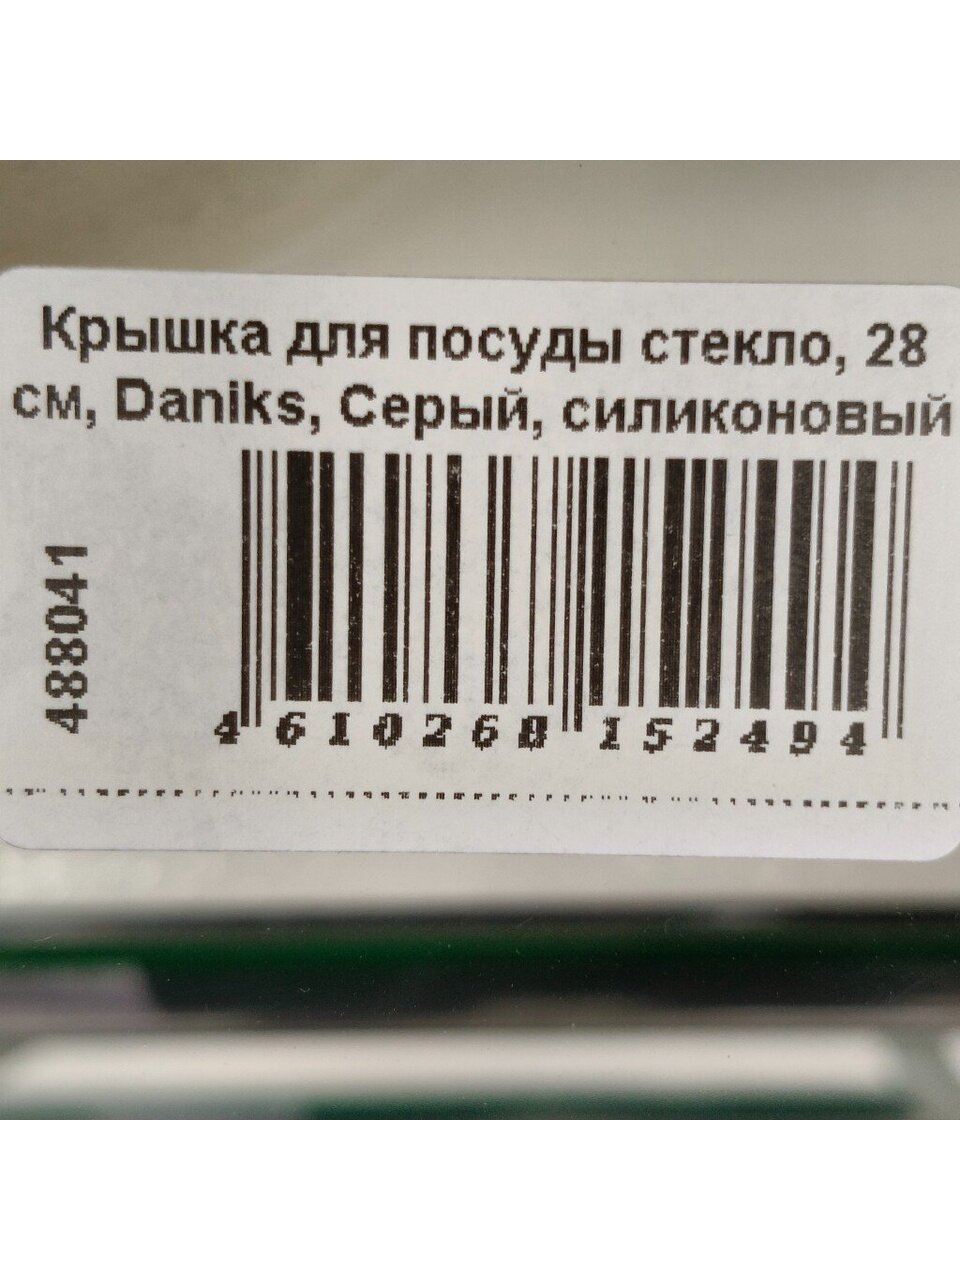 Крышка для посуды стекло, 28
см, Daniks, Серый, силиконовый
488041
4 610268 152494